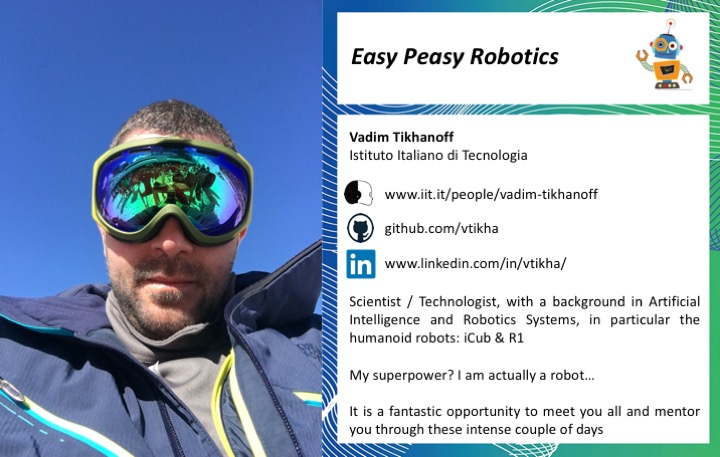 Easy Peasy Robotics
Vadim Tikhanoff
Istituto Italiano di Tecnologia
www.iit.it/people/vadim-tikhanoff
github.com/vtikha
in www.linkedin.com/in/vtikha/
Scientist / Technologist, with a background in Artificial
Intelligence and Robotics Systems, in particular the
humanoid robots: iCub & R1
My superpower? I am actually a robot...
It is a fantastic opportunity to meet you all and mentor
you through these intense couple of days